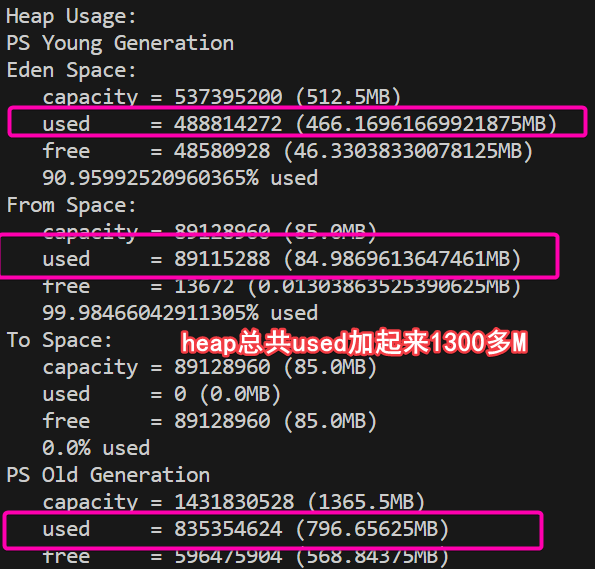 Heap Usage:
PS Young Generation
Eden Space:
capacity = 537395200 (512.5MB)
used     = 488814272 (466.16961669921875MB)
free     = 48580928 (46.33038330078125MB)
90.95992520960365% used
From Space:
capacity = 89128960 (85.0MB)
used     = 89115288 (84.9869613647461MB)
free     = 13672 (0.01303863525390625MB)
99.98466042911305% used
To Space:
heap总共used加起来1300多M
capacity = 89128960 (85.0MB)
used     = 0 (0.0MB)
free     = 89128960 (85.0MB)
0.0% used
PS Old Generation
capacity = 1431830528 (1365.5MB)
used     = 835354624 (796.65625MB)
free     = 596475904 (568.84375MB)